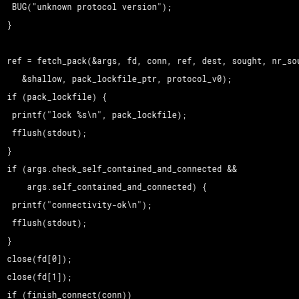 BUG("unknown protocol version");
}
ref = fetch_pack(&args, fd, conn, ref, dest, sought, nr_sou
&shallow, pack_lockfile_ptr, protocol_v0);
if (pack_lockfile) {
printf("lock %s\n", pack_lockfile);
fflush(stdout);
}
if (args.check_self_contained_and_connected &&
args.self_contained_and_connected) {
printf("connectivity-ok\n");
fflush(stdout);
}
close(fd[0]);
close(fd[1]);
if (finish_connect(conn))